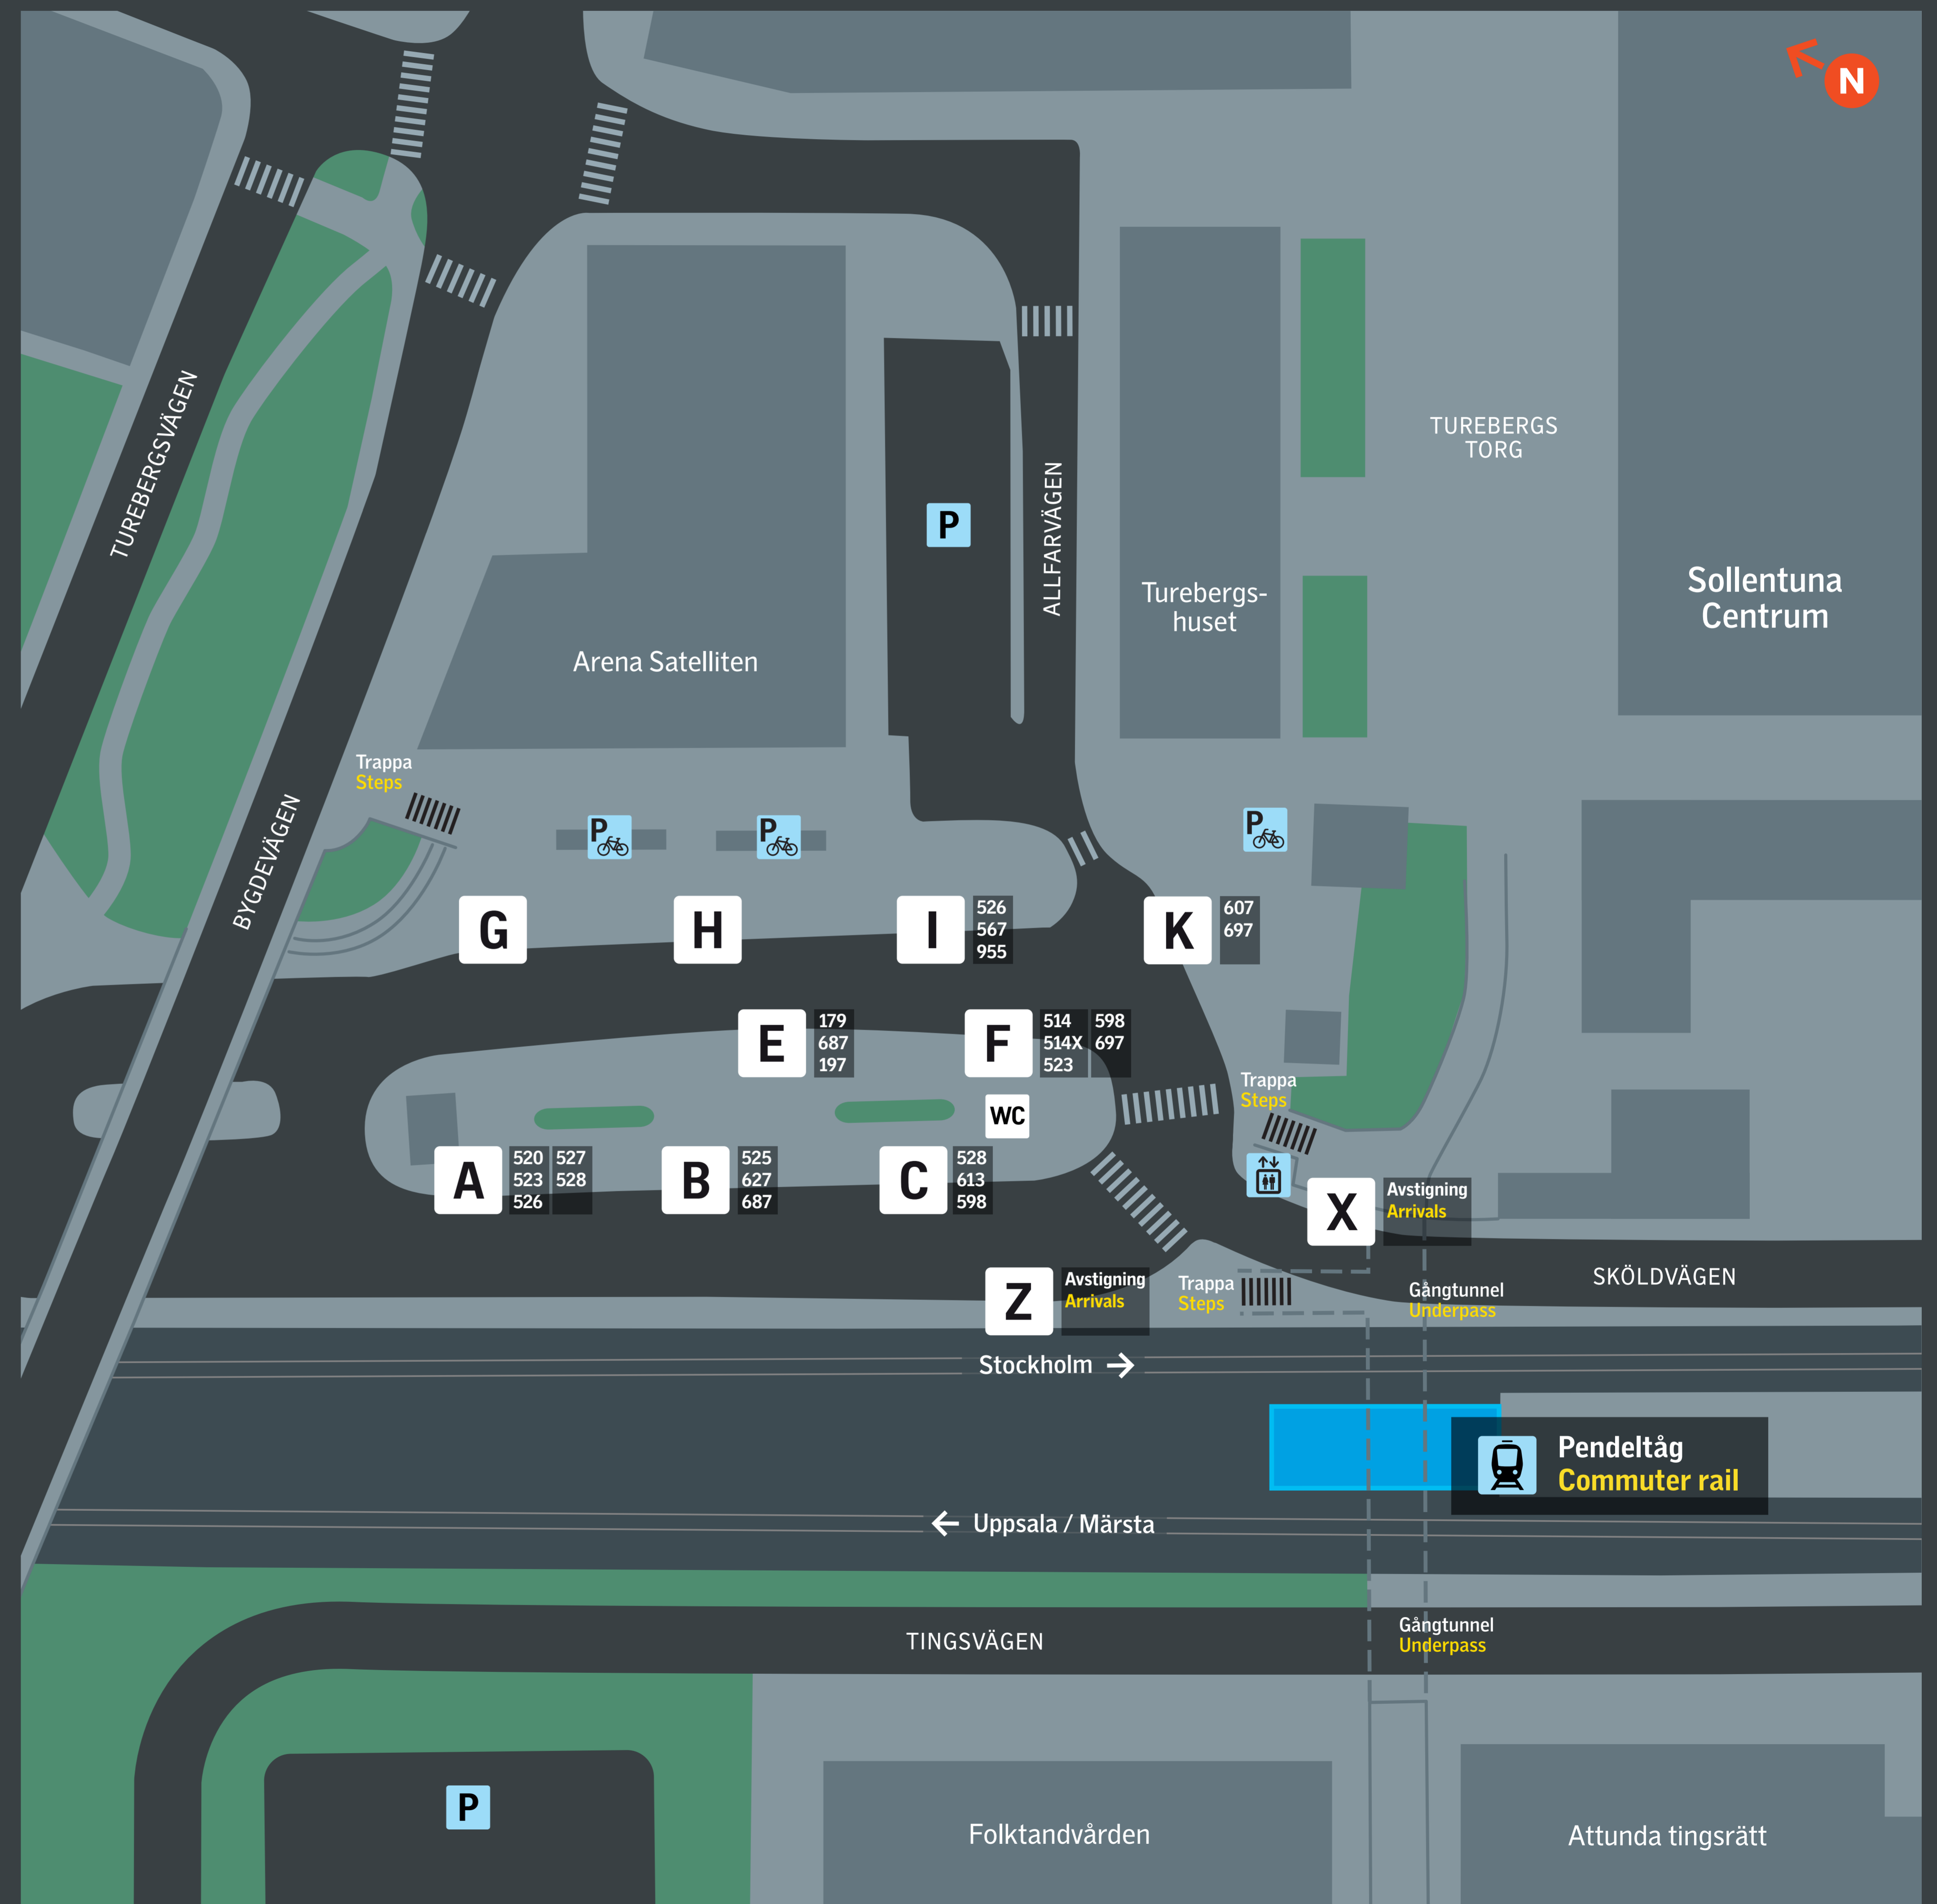 N
TUREBERGSVÄGEN
TUREBERGS
TORG
P
ALLFARVÄGEN
Turebergs-
huset
Sollentuna
Centrum
Arena Satelliten
Trappa
Steps
BYGDEVÄGEN
P
P
P
G
H
I
526
567
955
K
607
697
E
179
687
197
F
514
514X
523
598
697
WC
Trappa
Steps
A
520
523
526
527
528
B
525
627
687
C
528
613
598
X
Avstigning
Arrivals
Z
Avstigning
Arrivals
Trappa
Steps
Gångtunnel
Underpass
SKÖLDVÄGEN
Stockholm →
Pendeltåg
Commuter rail
← Uppsala / Märsta
TINGSVÄGEN
Gångtunnel
Underpass
P
Folktandvården
Attunda tingsrätt